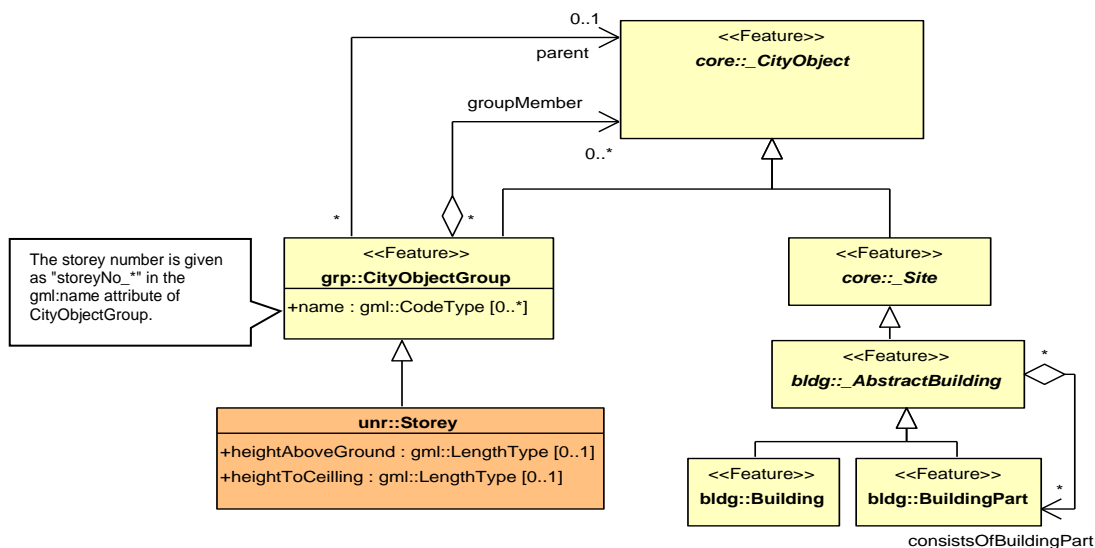 0..1
<<Feature>>
core::_CityObject
parent
groupMember
0..*
*
*
The storey number is given
as "storeyNo_*" in the
gml:name attribute of
CityObjectGroup.
<<Feature>>
grp::CityObjectGroup
+name : gml::CodeType [0..*]
<<Feature>>
core::_Site
<<Feature>>
bldg::_AbstractBuilding
*
unr::Storey
+heightAboveGround : gml::LengthType [0..1]
+heightToCeilling : gml::LengthType [0..1]
<<Feature>>
bldg::Building
<<Feature>>
bldg::BuildingPart
*
consistsOfBuildingPart